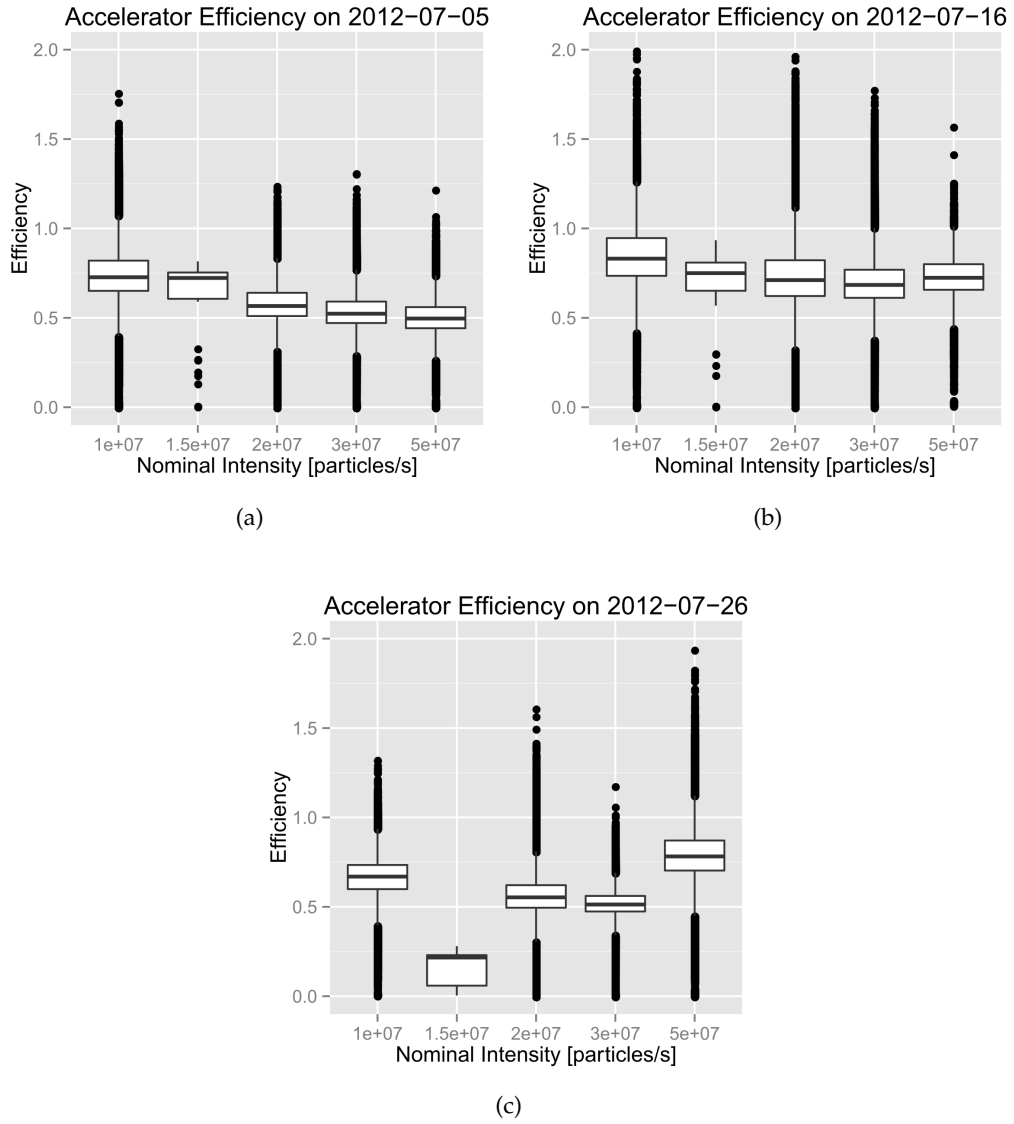 Accelerator Efficiency on 2012−07−05
Efficiency
2.0
1.5
1.0
0.5
0.0
1e+07 1.5e+07 2e+07 3e+07 5e+07
Nominal Intensity [particles/s]
(a)
Accelerator Efficiency on 2012−07−16
Efficiency
2.0
1.5
1.0
0.5
0.0
1e+07 1.5e+07 2e+07 3e+07 5e+07
Nominal Intensity [particles/s]
(b)
Accelerator Efficiency on 2012−07−26
Efficiency
2.0
1.5
1.0
0.5
0.0
1e+07 1.5e+07 2e+07 3e+07 5e+07
Nominal Intensity [particles/s]
(c)